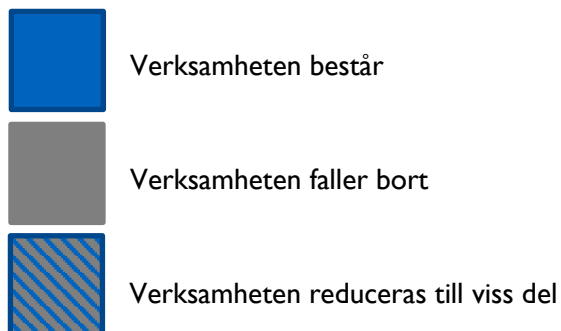 Verksamheten består
Verksamheten faller bort
Verksamheten reduceras till viss del